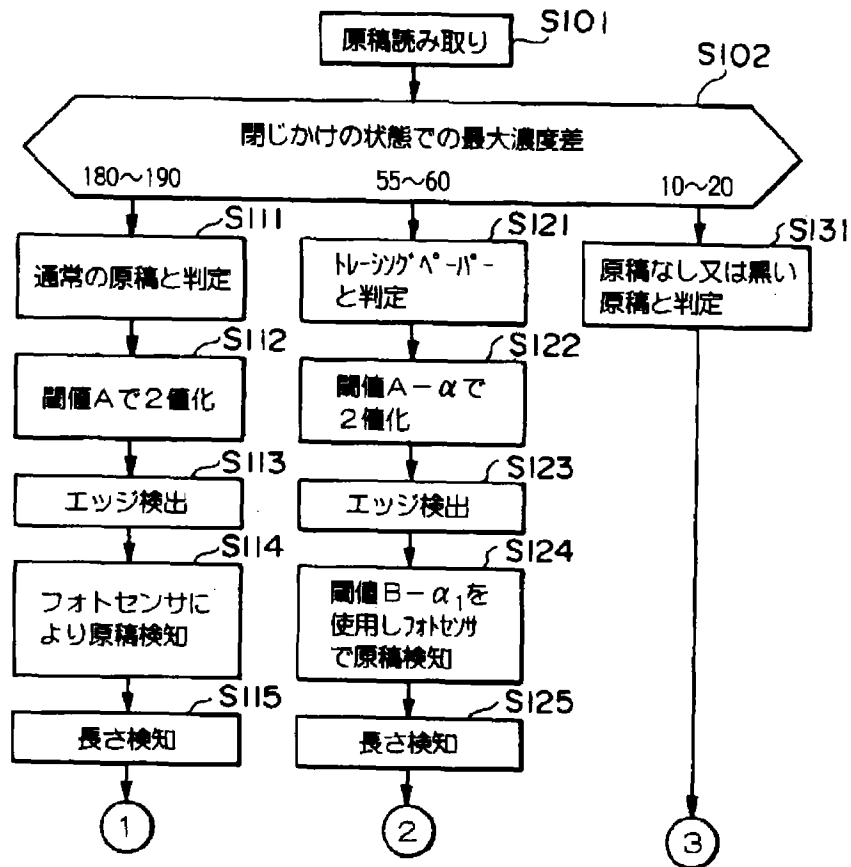 原稿読み取り
S101
S102
閉じかけの状態での最大濃度差
180〜190
55〜60
10〜20
S111
通常の原稿と判定
S112
閾値Aで2値化
S113
エッジ検出
S114
フォトセンサに
より原稿検知
S115
長さ検知
1
S121
トレーシングペーパー
と判定
S122
閾値A-αで
2値化
S123
エッジ検出
S124
閾値B-α₁を
使用しフォトセンサ
で原稿検知
S125
長さ検知
2
S131
原稿なし又は黒い
原稿と判定
3